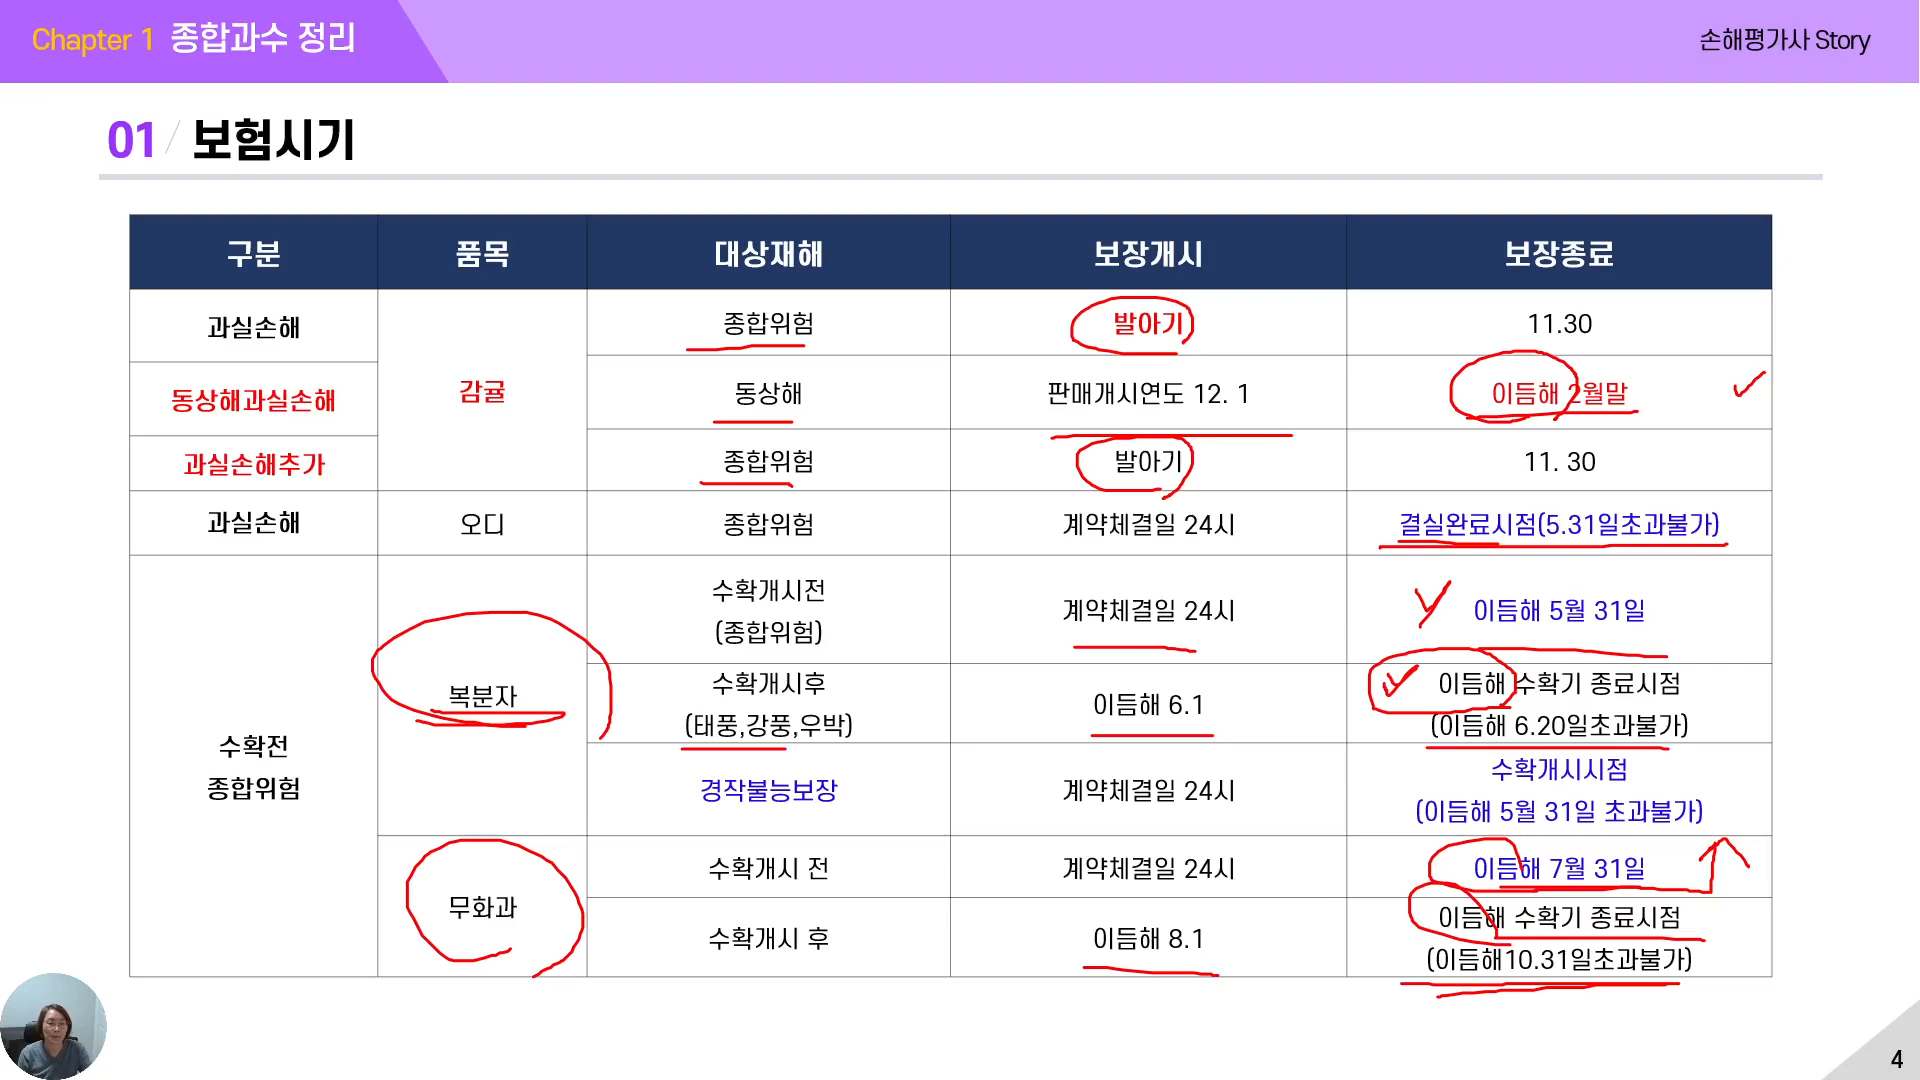 Chapter 1 종합과수 정리
손해평가사 Story
01 / 보험시기
구분 품목 대상재해 보장개시 보장종료
과실손해 감귤 종합위험 발아기 11.30
동상해과실손해 동상해 판매개시연도 12. 1 이듬해 2월말
과실손해추가 종합위험 발아기 11. 30
과실손해 오디 종합위험 계약체결일 24시 결실완료시점(5.31일초과불가)
수확전
종합위험
복분자
수확개시전
(종합위험)
계약체결일 24시
이듬해 5월 31일
수확개시후
(태풍,강풍,우박)
이듬해 6.1
이듬해 수확기 종료시점
(이듬해 6.20일초과불가)
경작불능보장
계약체결일 24시
수확개시시점
(이듬해 5월 31일 초과불가)
무화과
수확개시 전 계약체결일 24시 이듬해 7월 31일
수확개시 후
이듬해 8.1
이듬해 수확기 종료시점
(이듬해10.31일초과불가)
4